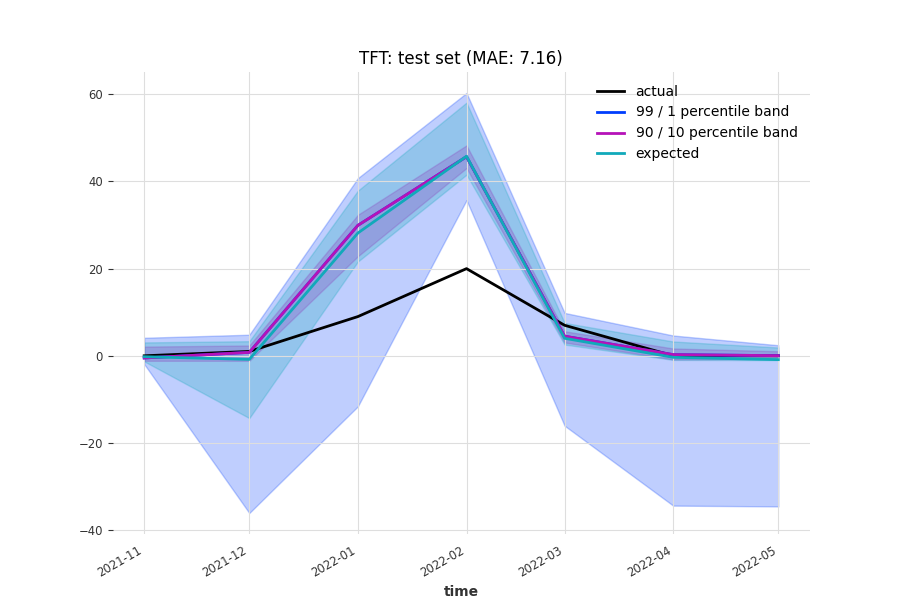 TFT: test set (MAE: 7.16)
actual
99 / 1 percentile band
90 / 10 percentile band
expected
60
40
20
0
−20
−40
2021-11
2021-12
2022-01
2022-02
2022-03
2022-04
2022-05
time